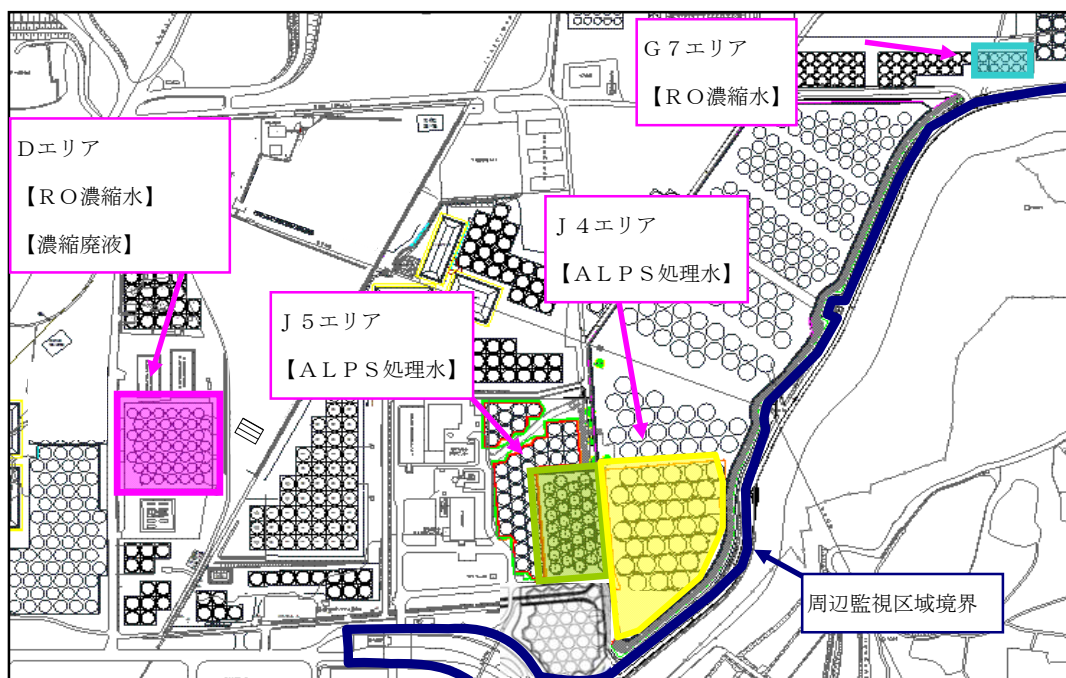 G7エリア
【RO濃縮水】
Dエリア
【RO濃縮水】
【濃縮廃液】
J4エリア
【ALPS処理水】
J5エリア
【ALPS処理水】
周辺監視区域境界